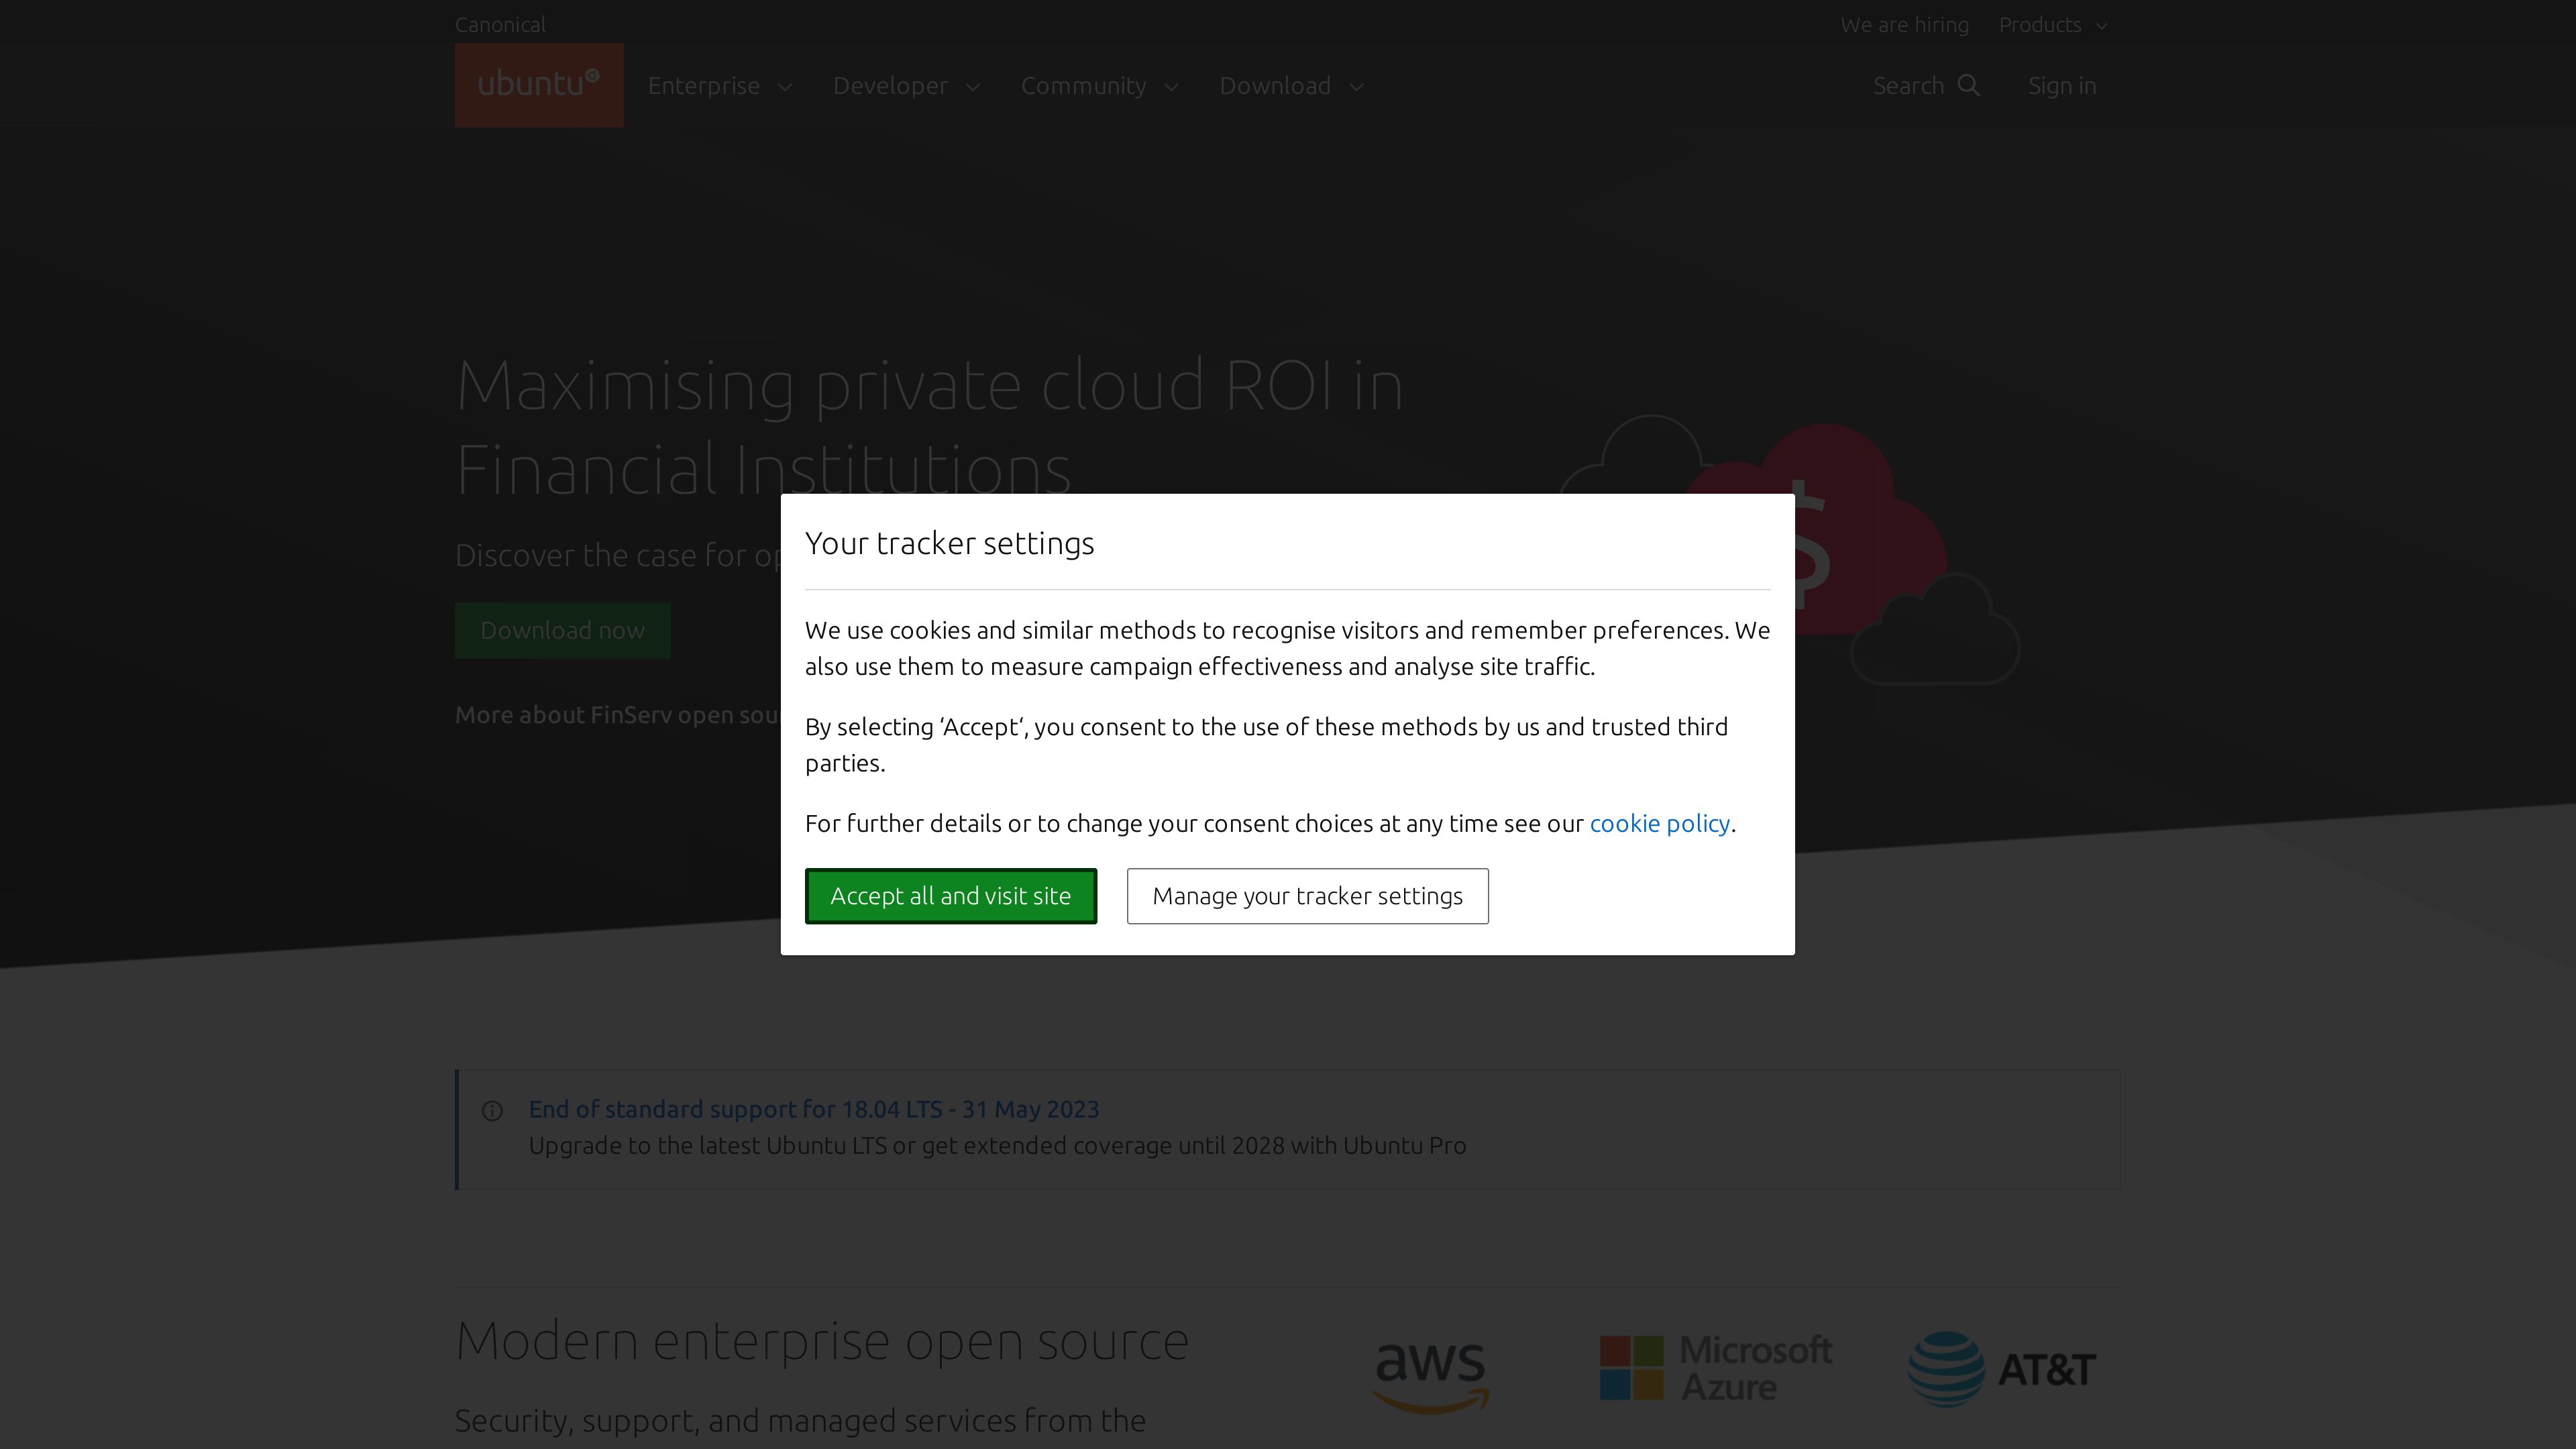 Canonical
We are hiring
Products
ubuntu
Enterprise
Developer
Community
Download
Search
Sign in
Maximising private cloud ROI in
Financial Institutions
Discover the case for op
Download now
More about FinServ open sou
$
Your tracker settings
We use cookies and similar methods to recognise visitors and remember preferences. We
also use them to measure campaign effectiveness and analyse site traffic.
By selecting ‘Accept‘, you consent to the use of these methods by us and trusted third
parties.
For further details or to change your consent choices at any time see our cookie policy.
Accept all and visit site
Manage your tracker settings
End of standard support for 18.04 LTS - 31 May 2023
Upgrade to the latest Ubuntu LTS or get extended coverage until 2028 with Ubuntu Pro
Modern enterprise open source
Security, support, and managed services from the
aws
Microsoft
Azure
AT&T